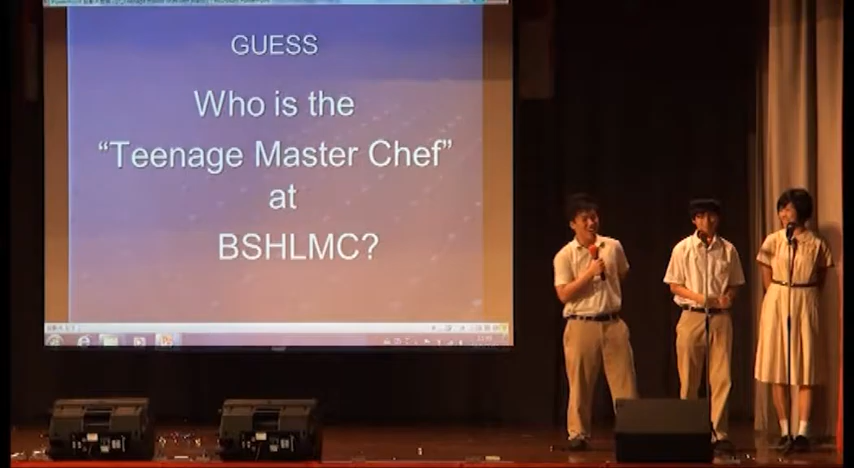 GUESS
Who is the
“Teenage Master Chef”
at
BSHLMC?